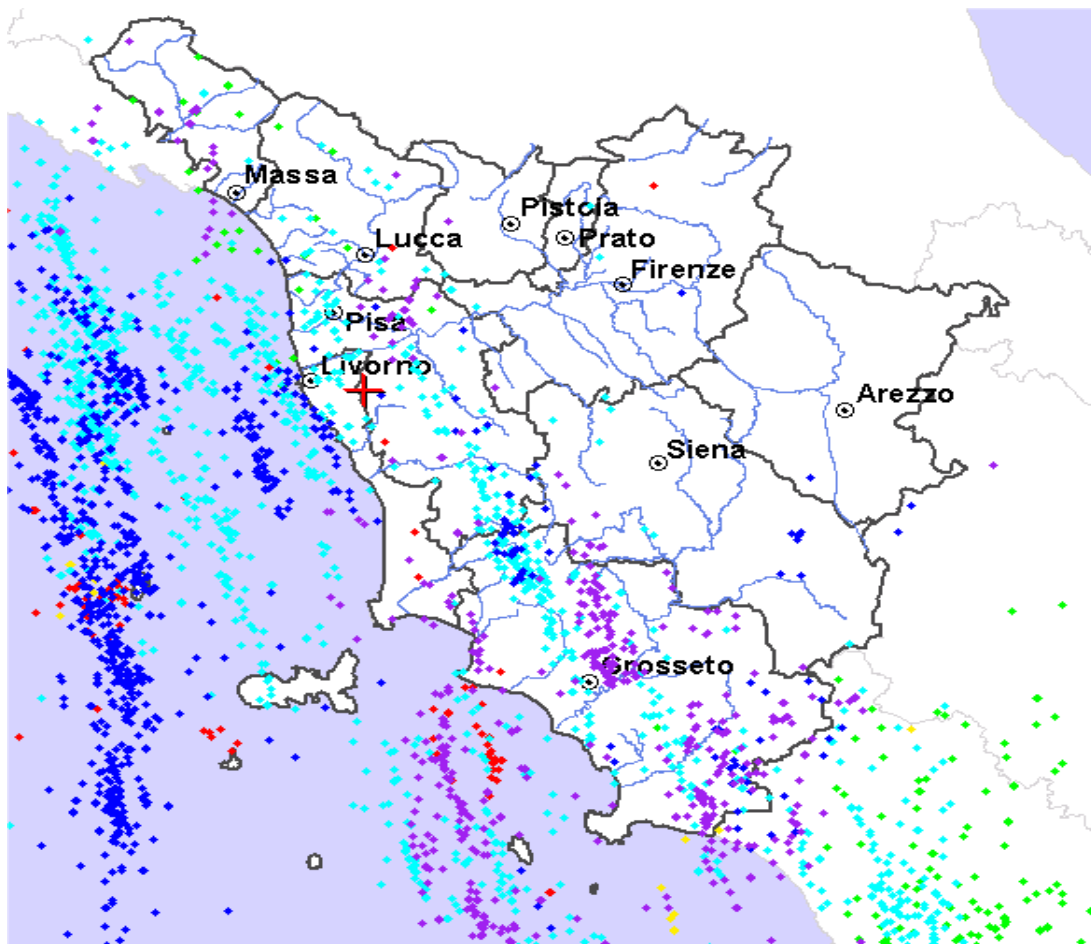 Massa
Pistoia
Lucca
Prato
Firenze
Pisa
Livorno
Arezzo
Siena
Grosseto